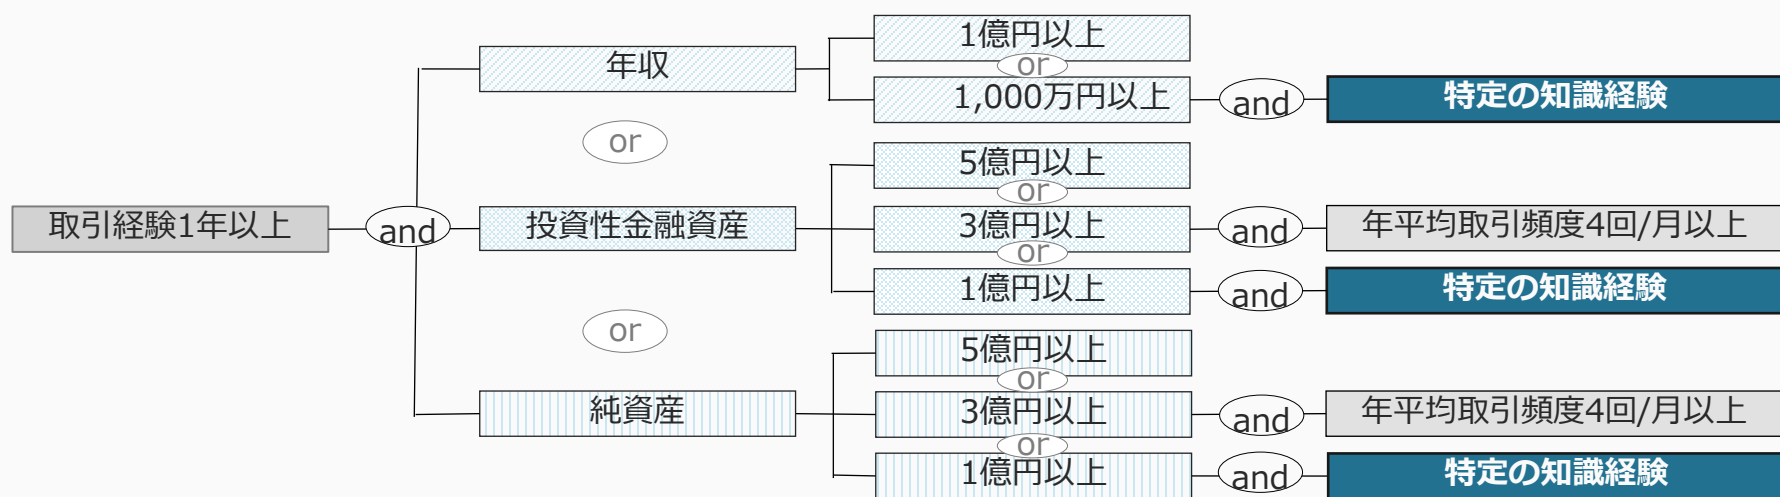 1億円以上
or
年収
1,000万円以上
and
特定の知識経験
or
5億円以上
or
取引経験1年以上
and
投資性金融資産
3億円以上
and
年平均取引頻度4回/月以上
or
1億円以上
and
特定の知識経験
or
5億円以上
or
純資産
3億円以上
and
年平均取引頻度4回/月以上
or
1億円以上
and
特定の知識経験